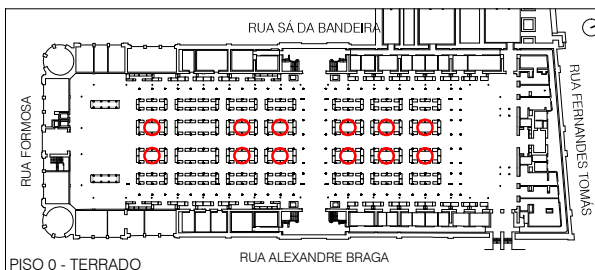 RUA SÁ DA BANDEIRA
RUA FORMOSA
RUA FERNANDES TOMÁS
RUA ALEXANDRE BRAGA
PISO 0 - TERRADO